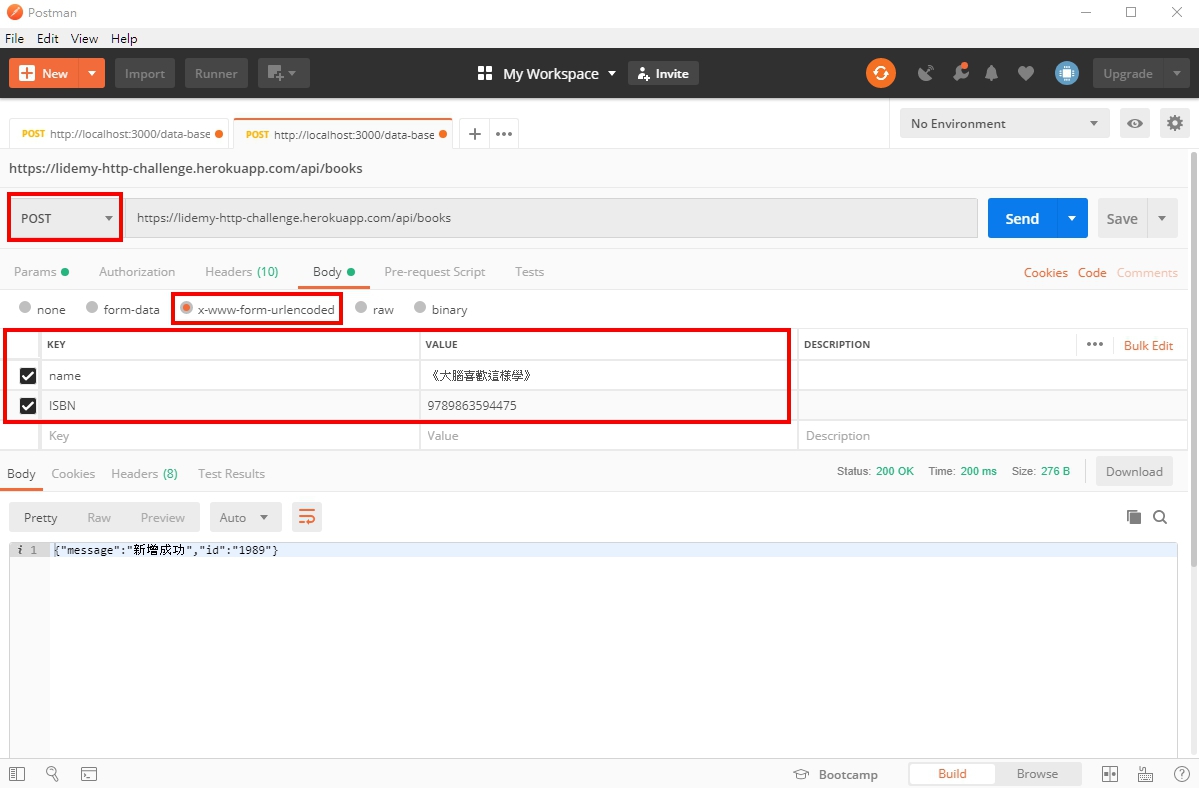 Postman
File Edit View Help
New Import Runner My Workspace Invite Upgrade
POST http://localhost:3000/data-base POST http://localhost:3000/data-base + ••• No Environment
https://lidemy-http-challenge.herokuapp.com/api/books
POST https://lidemy-http-challenge.herokuapp.com/api/books Send Save
Params Authorization Headers (10) Body Pre-request Script Tests Cookies Code Comments
none form-data x-www-form-urlencoded raw binary
KEY VALUE DESCRIPTION ••• Bulk Edit
name 《大腦喜歡這樣學》
ISBN 9789863594475
Key Value Description
Body Cookies Headers (8) Test Results Status: 200 OK Time: 200 ms Size: 276 B Download
Pretty Raw Preview Auto
i 1 {"message":"新增成功","id":"1989"}
Bootcamp Build Browse ?